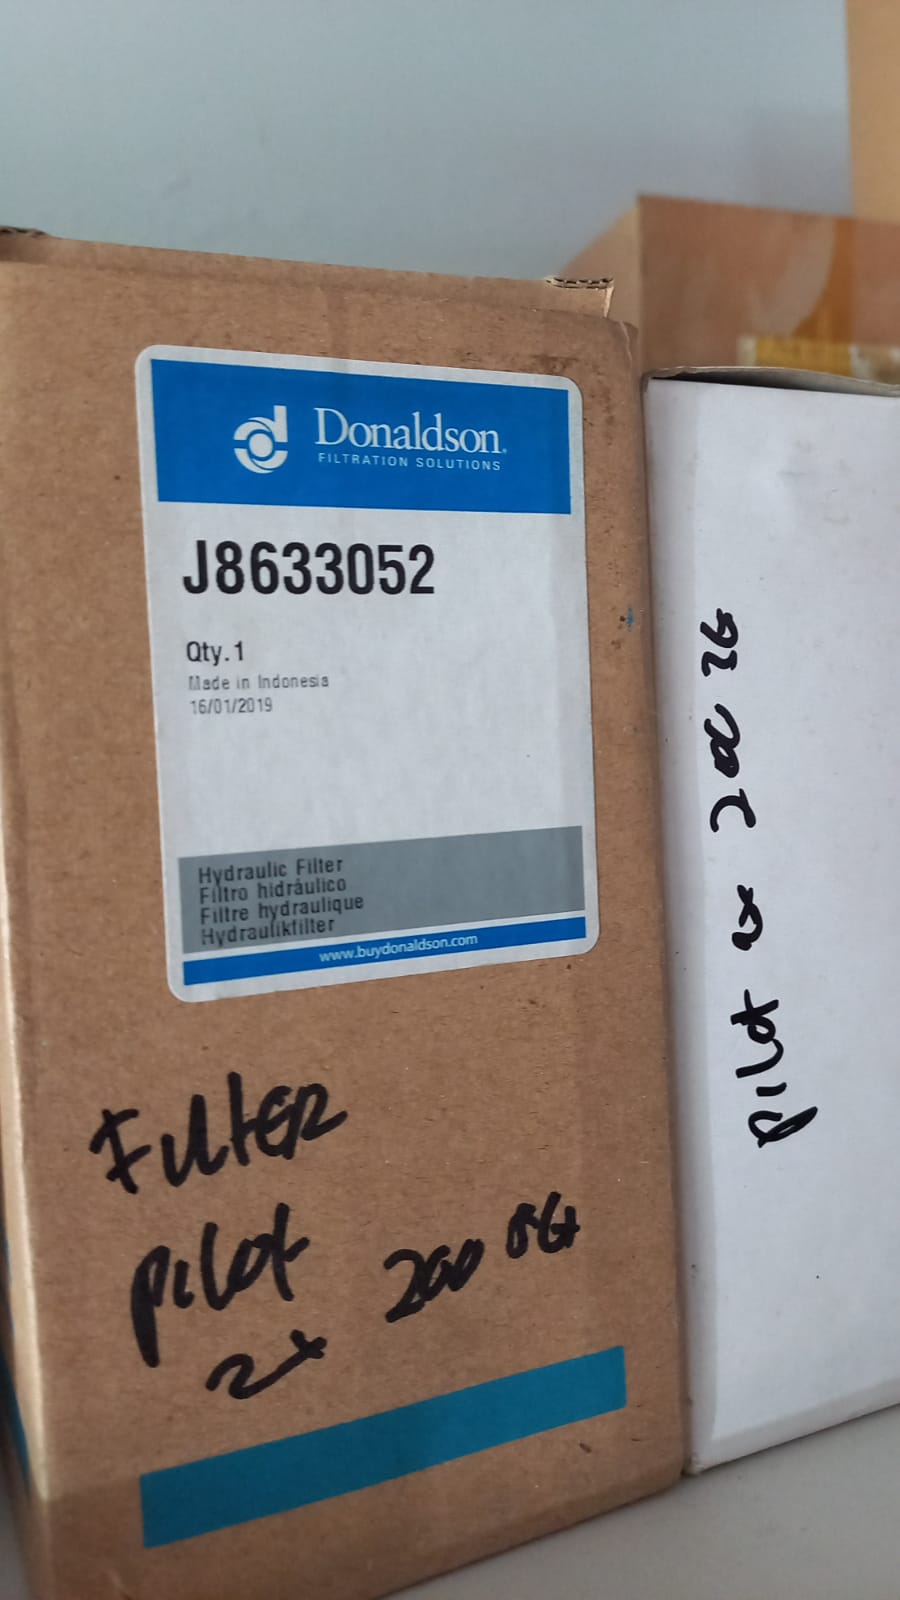 Donaldson.
FILTRATION SOLUTIONS
J8633052
Qty.1
Made in Indonesia
16/01/2019
Hydraulic Filter
Filtro hidráulico
Filtre hydraulique
Hydraulikfilter
www.buydonaldson.com
Filter
pilot
200
2x
pilot